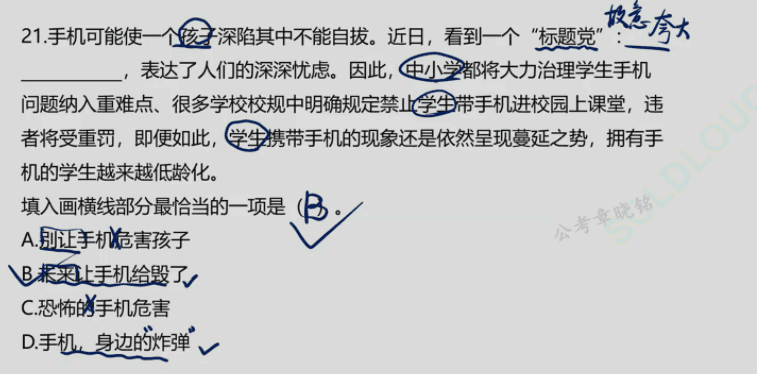 故意夸大
21.手机可能使一个孩子深陷其中不能自拔。近日，看到一个“标题党”：
__________，表达了人们的深深忧虑。因此，中小学都将大力治理学生手机
问题纳入重难点、很多学校校规中明确规定禁止学生带手机进校园上课堂，违
者将受重罚，即便如此，学生携带手机的现象还是依然呈现蔓延之势，拥有手
机的学生越来越低龄化。
填入画横线部分最恰当的一项是（B）。
A.别让手机危害孩子
B.未来让手机给毁了
C.恐怖的手机危害
D.手机，身边的“炸弹”
公考章晓铭
SOLDLOUD